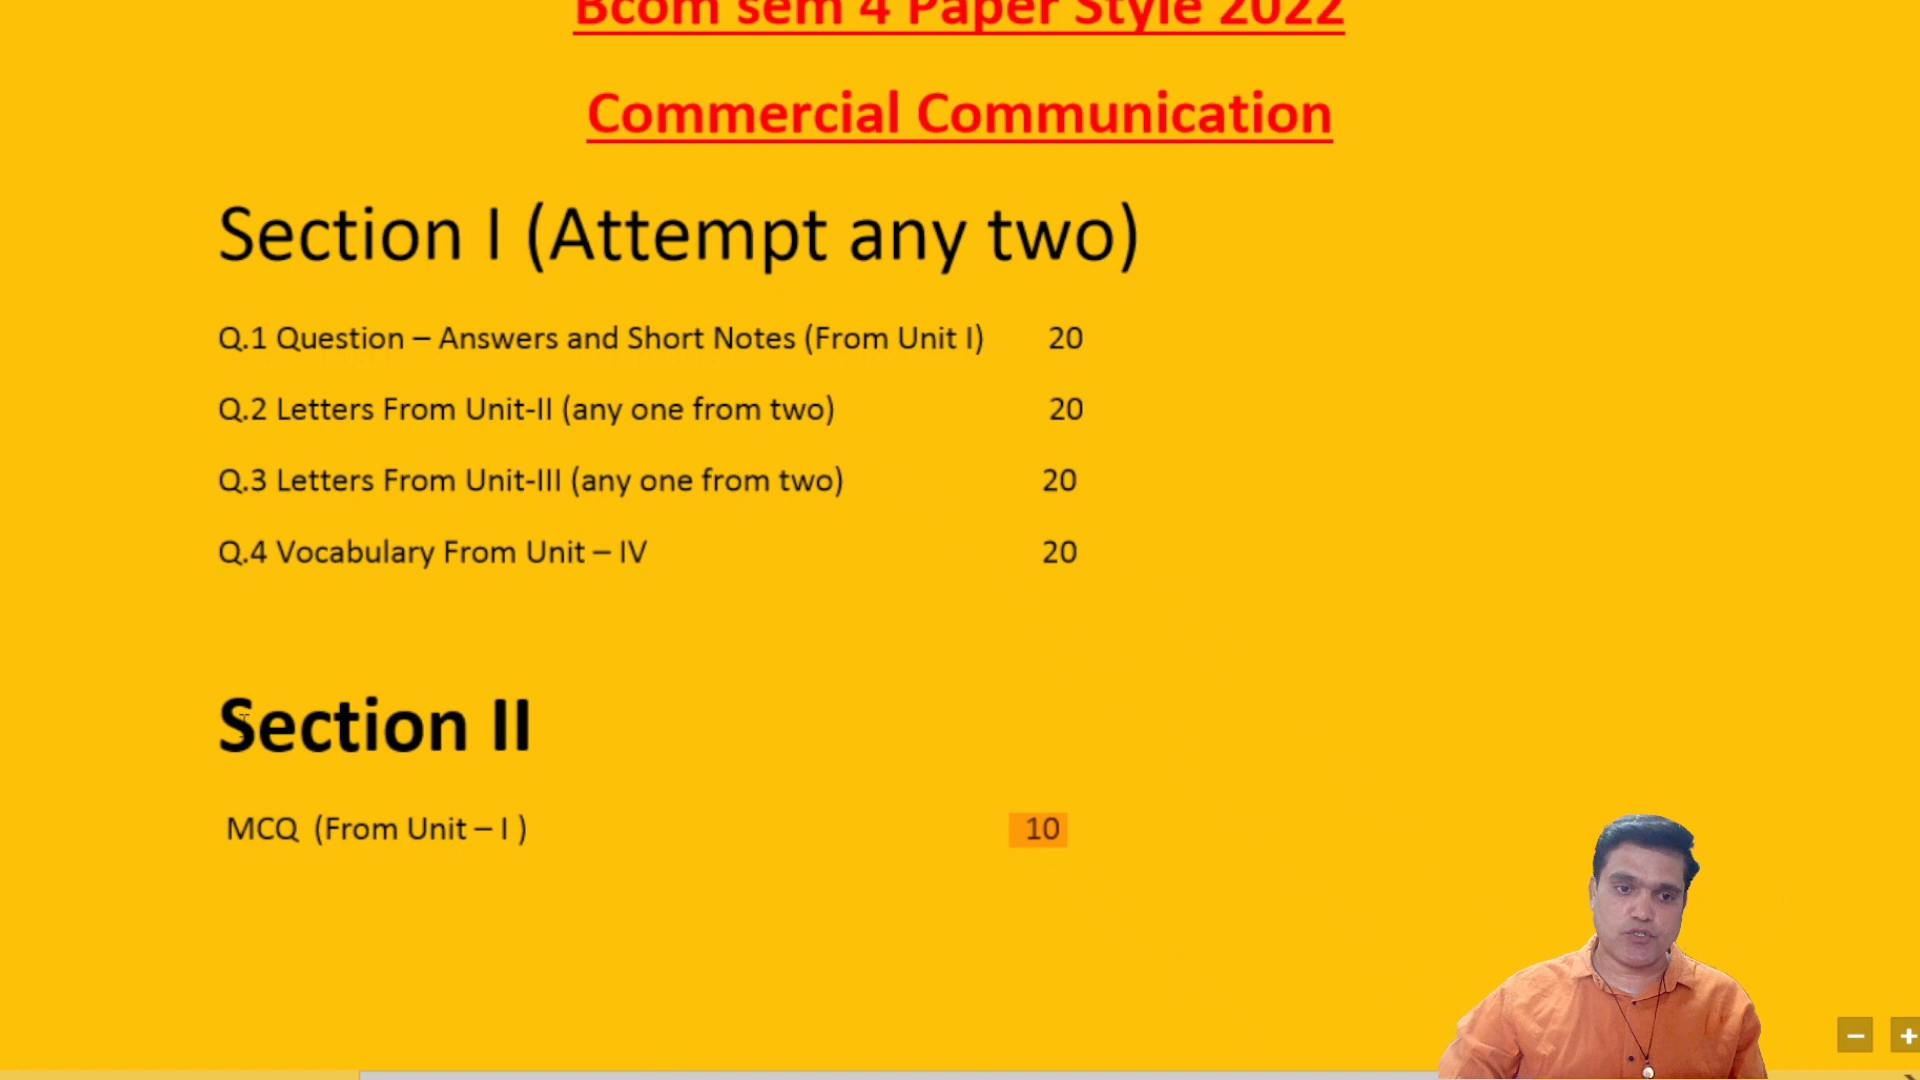 Bcom sem 4 Paper Style 2022
Commercial Communication
Section I (Attempt any two)
Q.1 Question – Answers and Short Notes (From Unit I) 20
Q.2 Letters From Unit-II (any one from two) 20
Q.3 Letters From Unit-III (any one from two) 20
Q.4 Vocabulary From Unit – IV 20
Section II
MCQ (From Unit – I ) 10